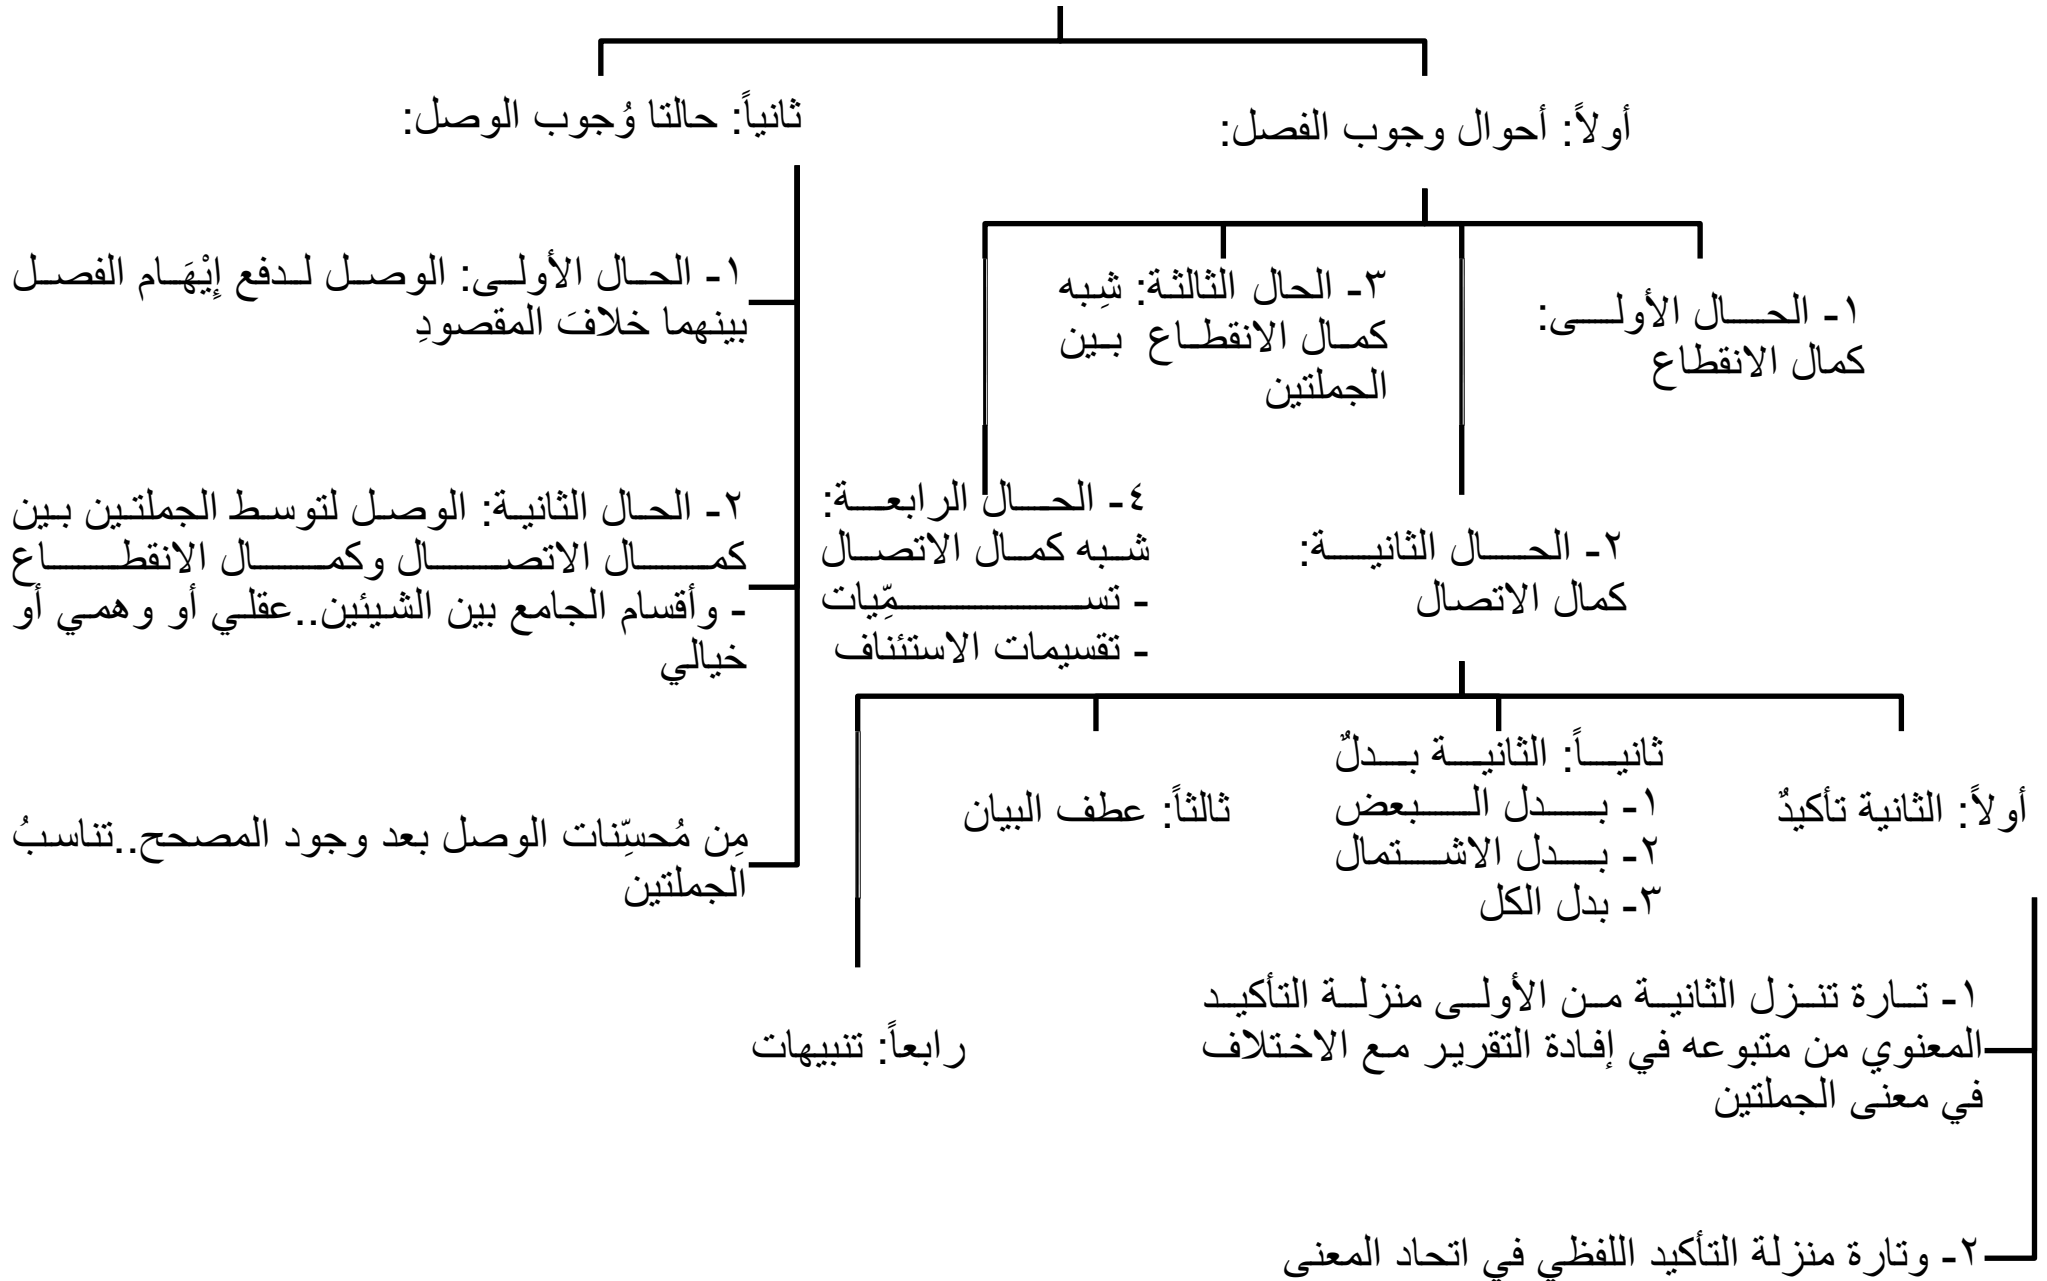 أولاً: أحوال وجوب الفصل:
١- الحال الأولى:
كمال الانقطاع
٢- الحال الثانية:
كمال الاتصال
أولاً: الثانية تأكيدٌ
١- تارة تنزل الثانية من الأولى منزلة التأكيد
المعنوي من متبوعه في إفادة التقرير مع الاختلاف
في معنى الجملتين
٢- وتارة منزلة التأكيد اللفظي في اتحاد المعنى
ثانياً: الثانية بدلٌ
١- بدل البعض
٢- بدل الاشتمال
٣- بدل الكل
ثالثاً: عطف البيان
رابعاً: تنبيهات
٣- الحال الثالثة: شِبه
كمال الانقطاع بين
الجملتين
٤- الحال الرابعة:
شبه كمال الاتصال
- تسمِّيات
- تقسيمات الاستئناف
ثانياً: حالتا وُجوب الوصل:
١- الحال الأولى: الوصل لدفع إِيْهَام الفصل
بينهما خلافَ المقصودِ
٢- الحال الثانية: الوصل لتوسط الجملتين بين
كمال الاتصال وكمال الانقطاع
- وأقسام الجامع بين الشيئين..عقلي أو وهمي أو
خيالي
مِن مُحسِّنات الوصل بعد وجود المصحح..تناسبُ
الجملتين